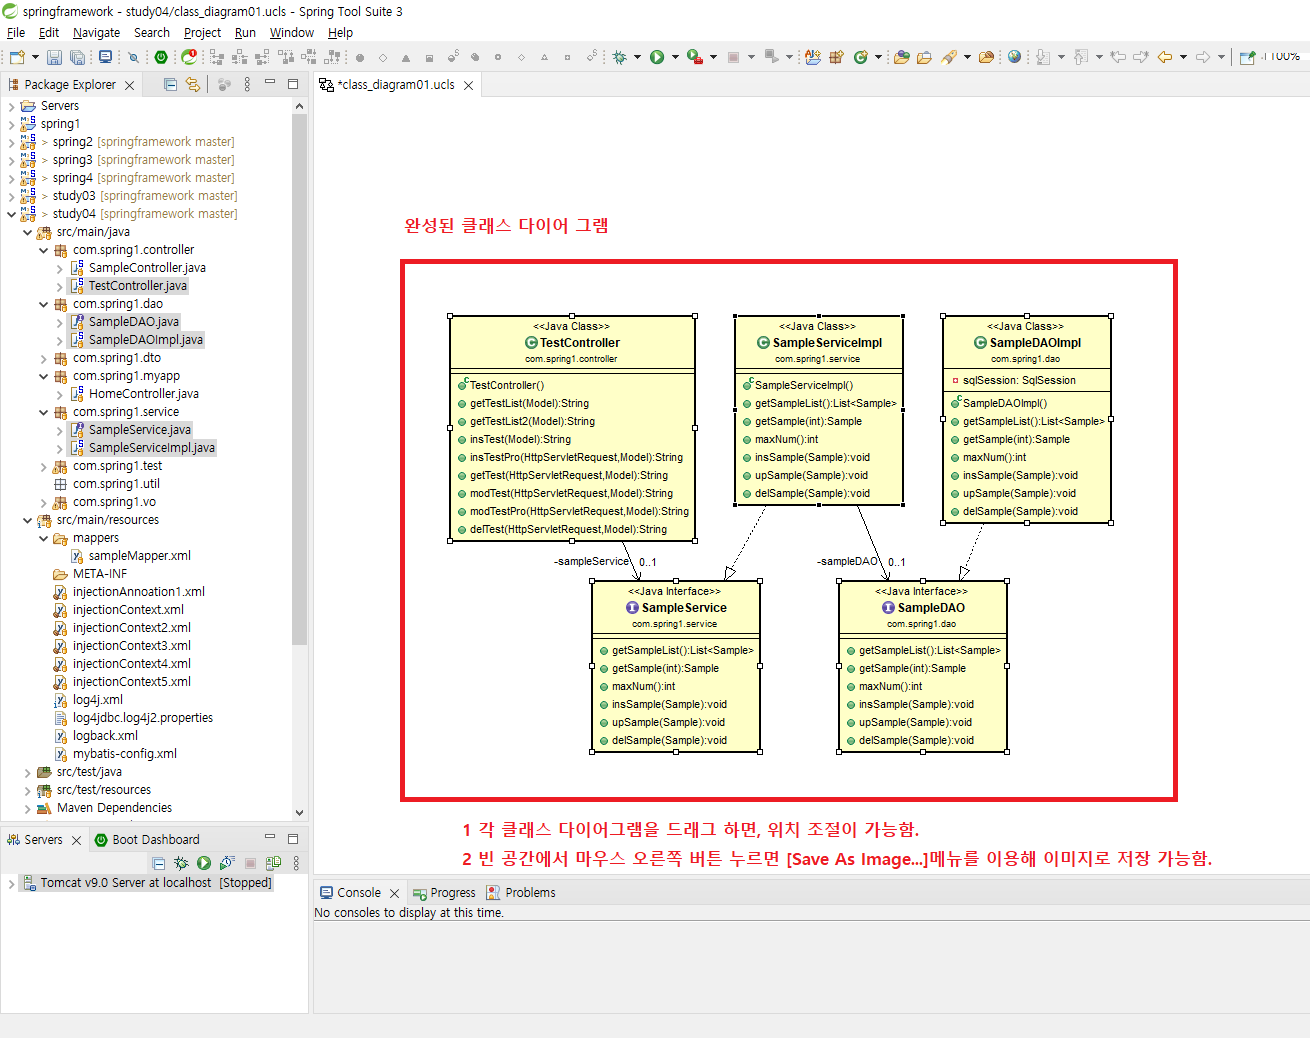 springframework - study04/class_diagram01.ucls - Spring Tool Suite 3
File Edit Navigate Search Project Run Window Help
100%
Package Explorer
Servers
spring1
> spring2 [springframework master]
> spring3 [springframework master]
> spring4 [springframework master]
> study03 [springframework master]
> study04 [springframework master]
src/main/java
com.spring1.controller
SampleController.java
TestController.java
com.spring1.dao
SampleDAO.java
SampleDAOImpl.java
com.spring1.dto
com.spring1.myapp
HomeController.java
com.spring1.service
SampleService.java
SampleServiceImpl.java
com.spring1.test
com.spring1.util
com.spring1.vo
src/main/resources
mappers
sampleMapper.xml
META-INF
injectionAnnoation1.xml
injectionContext.xml
injectionContext2.xml
injectionContext3.xml
injectionContext4.xml
injectionContext5.xml
log4j.xml
log4jdbc.log4j2.properties
logback.xml
mybatis-config.xml
src/test/java
src/test/resources
Maven Dependencies
Servers
Boot Dashboard
Tomcat v9.0 Server at localhost [Stopped]
*class_diagram01.ucls
완성된 클래스 다이어 그램
<<Java Class>>
TestController
com.spring1.controller
TestController()
getTestList(Model):String
getTestList2(Model):String
insTest(Model):String
insTestPro(HttpServletRequest,Model):String
getTest(HttpServletRequest,Model):String
modTest(HttpServletRequest,Model):String
modTestPro(HttpServletRequest,Model):String
delTest(HttpServletRequest,Model):String
<<Java Class>>
SampleServiceImpl
com.spring1.service
SampleServiceImpl()
getSampleList():List<Sample>
getSample(int):Sample
maxNum():int
insSample(Sample):void
upSample(Sample):void
delSample(Sample):void
<<Java Class>>
SampleDAOImpl
com.spring1.dao
sqlSession: SqlSession
SampleDAOImpl()
getSampleList():List<Sample>
getSample(int):Sample
maxNum():int
insSample(Sample):void
upSample(Sample):void
delSample(Sample):void
-sampleService 0..1
-sampleDAO 0..1
<<Java Interface>>
SampleService
com.spring1.service
getSampleList():List<Sample>
getSample(int):Sample
maxNum():int
insSample(Sample):void
upSample(Sample):void
delSample(Sample):void
<<Java Interface>>
SampleDAO
com.spring1.dao
getSampleList():List<Sample>
getSample(int):Sample
maxNum():int
insSample(Sample):void
upSample(Sample):void
delSample(Sample):void
1 각 클래스 다이어그램을 드래그 하면, 위치 조절이 가능함.
2 빈 공간에서 마우스 오른쪽 버튼 누르면 [Save As Image...]메뉴를 이용해 이미지로 저장 가능함.
Console
Progress
Problems
No consoles to display at this time.